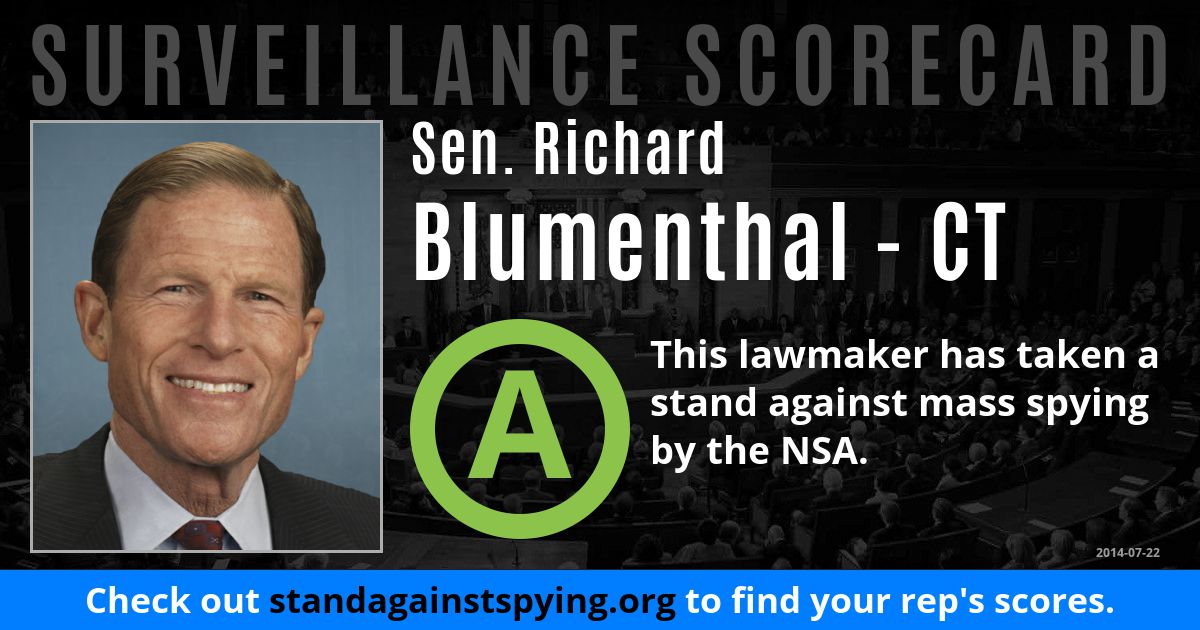 SURVEILLANCE SCORECARD
Sen. Richard
Blumenthal - CT
A
This lawmaker has taken a
stand against mass spying
by the NSA.
2014-07-22
Check out standagainstspying.org to find your rep's scores.